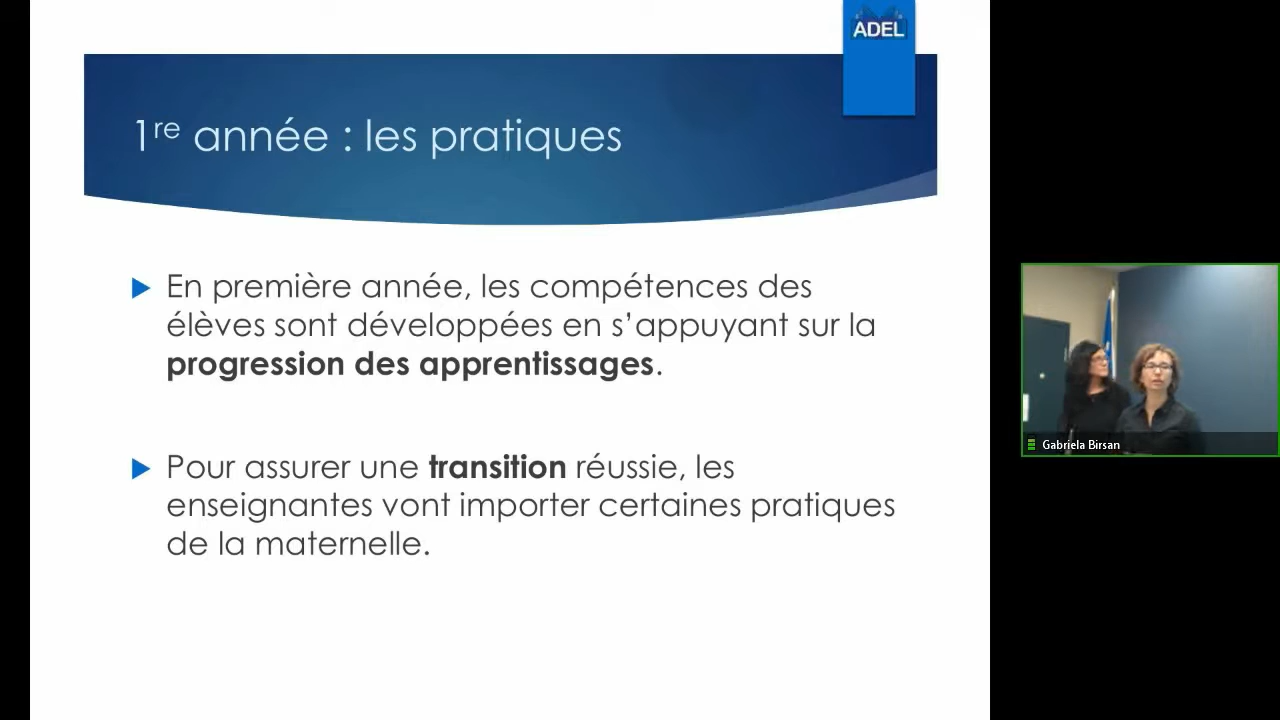 ADEL
1re année : les pratiques
En première année, les compétences des
élèves sont développées en s’appuyant sur la
progression des apprentissages.
Pour assurer une transition réussie, les
enseignantes vont importer certaines pratiques
de la maternelle.
Gabriela Birsan